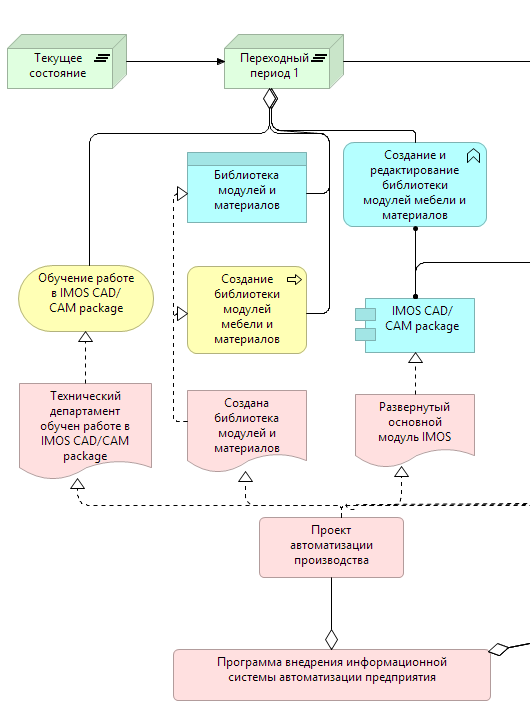 Текущее
состояние
Переходный
период 1
Создание и
редактирование
библиотеки
модулей мебели и
материалов
Библиотека
модулей и
материалов
Обучение работе
в IMOS CAD/
CAM package
Создание
библиотеки
модулей
мебели и
материалов
IMOS CAD/
CAM package
Технический
департамент
обучен работе в
IMOS CAD/CAM
package
Создана
библиотека
модулей и
материалов
Развернутый
основной
модуль IMOS
Проект
автоматизации
производства
Программа внедрения информационной
системы автоматизации предприятия